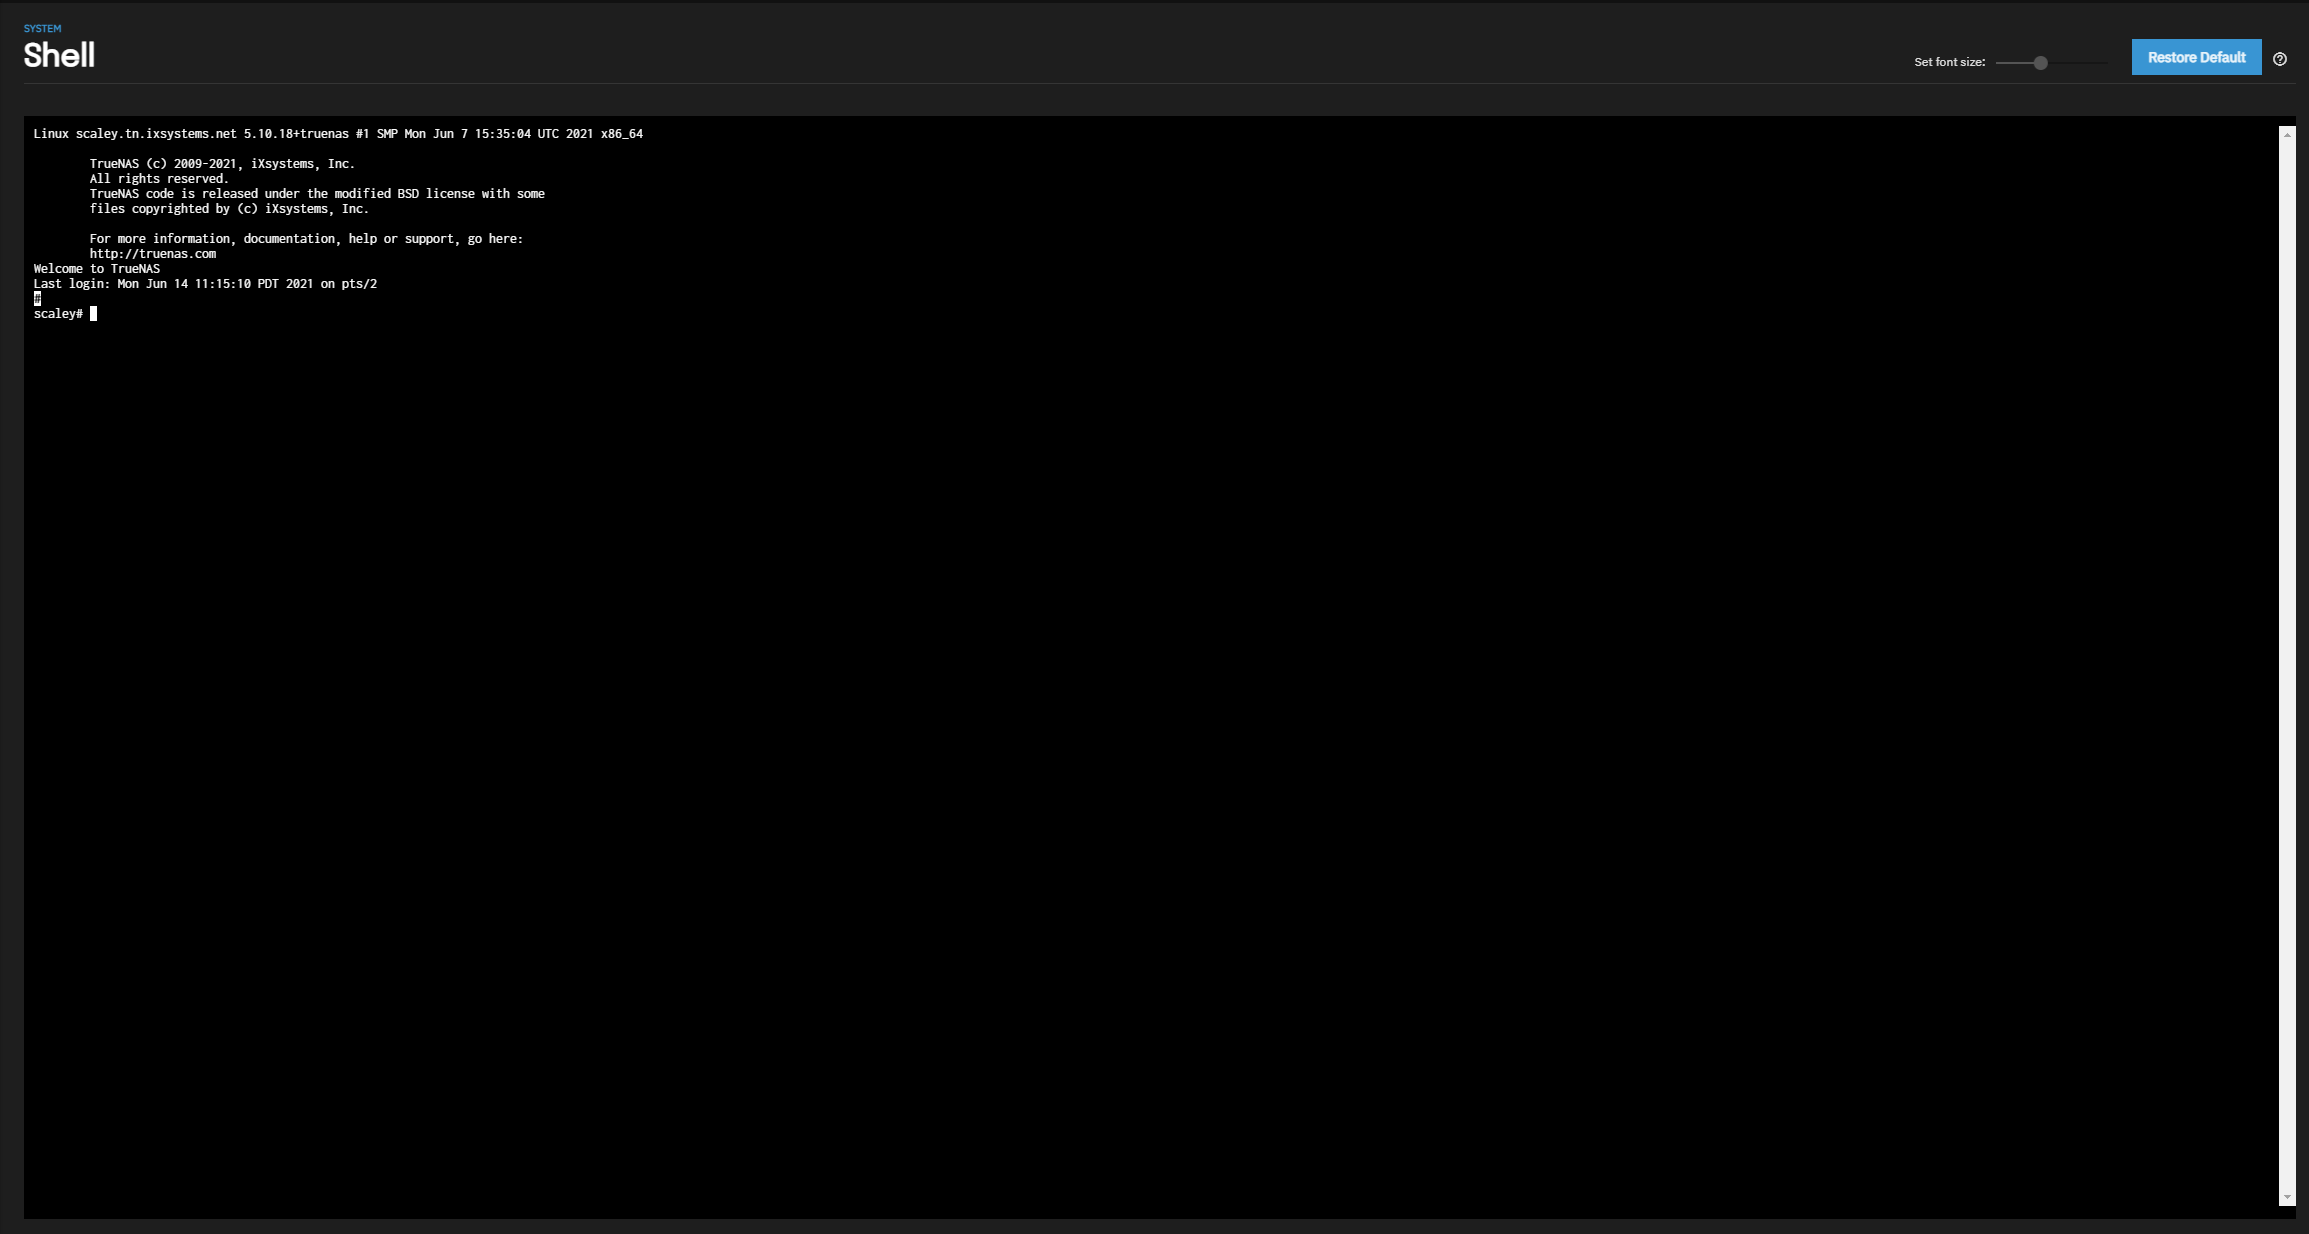 SYSTEM
Shell
Set font size:
Restore Default
Linux scaley.tn.ixsystems.net 5.10.18+truenas #1 SMP Mon Jun 7 15:35:04 UTC 2021 x86_64
TrueNAS (c) 2009-2021, iXsystems, Inc.
All rights reserved.
TrueNAS code is released under the modified BSD license with some
files copyrighted by (c) iXsystems, Inc.
For more information, documentation, help or support, go here:
http://truenas.com
Welcome to TrueNAS
Last login: Mon Jun 14 11:15:10 PDT 2021 on pts/2
#
scaley#